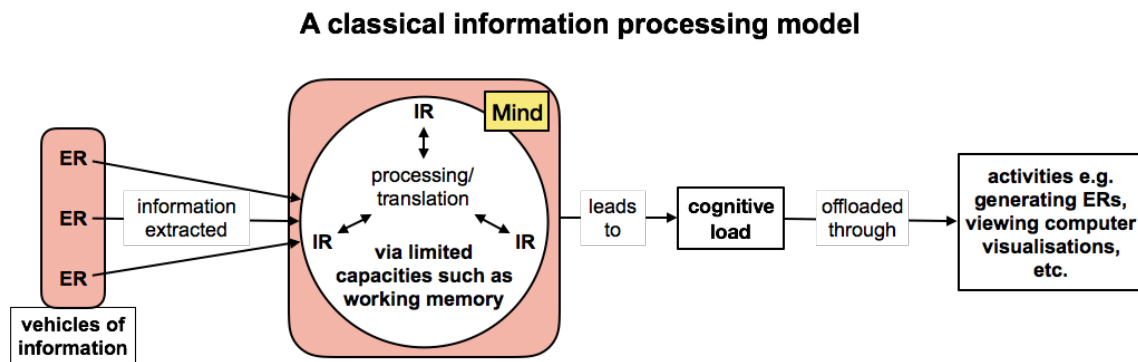 A classical information processing model
ER
ER
ER
vehicles of
information
information
extracted
Mind
IR
processing/
translation
IR
IR
via limited
capacities such as
working memory
leads
to
cognitive
load
offloaded
through
activities e.g.
generating ERs,
viewing computer
visualisations,
etc.